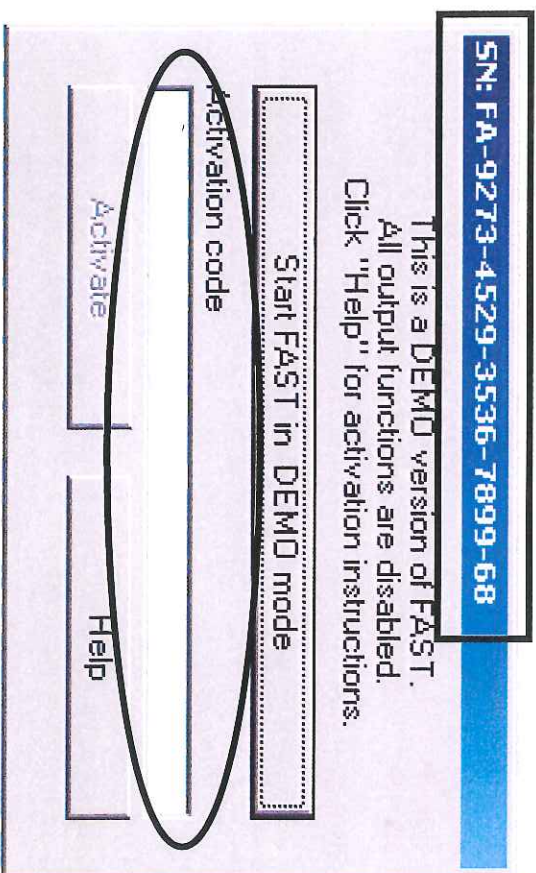 SN: FA-9273-4529-3536-7899-68
This is a DEMO version of FAST.
All output functions are disabled.
Click "Help" for activation instructions.
Start FAST in DEMO mode
Activation code
Activate
Help